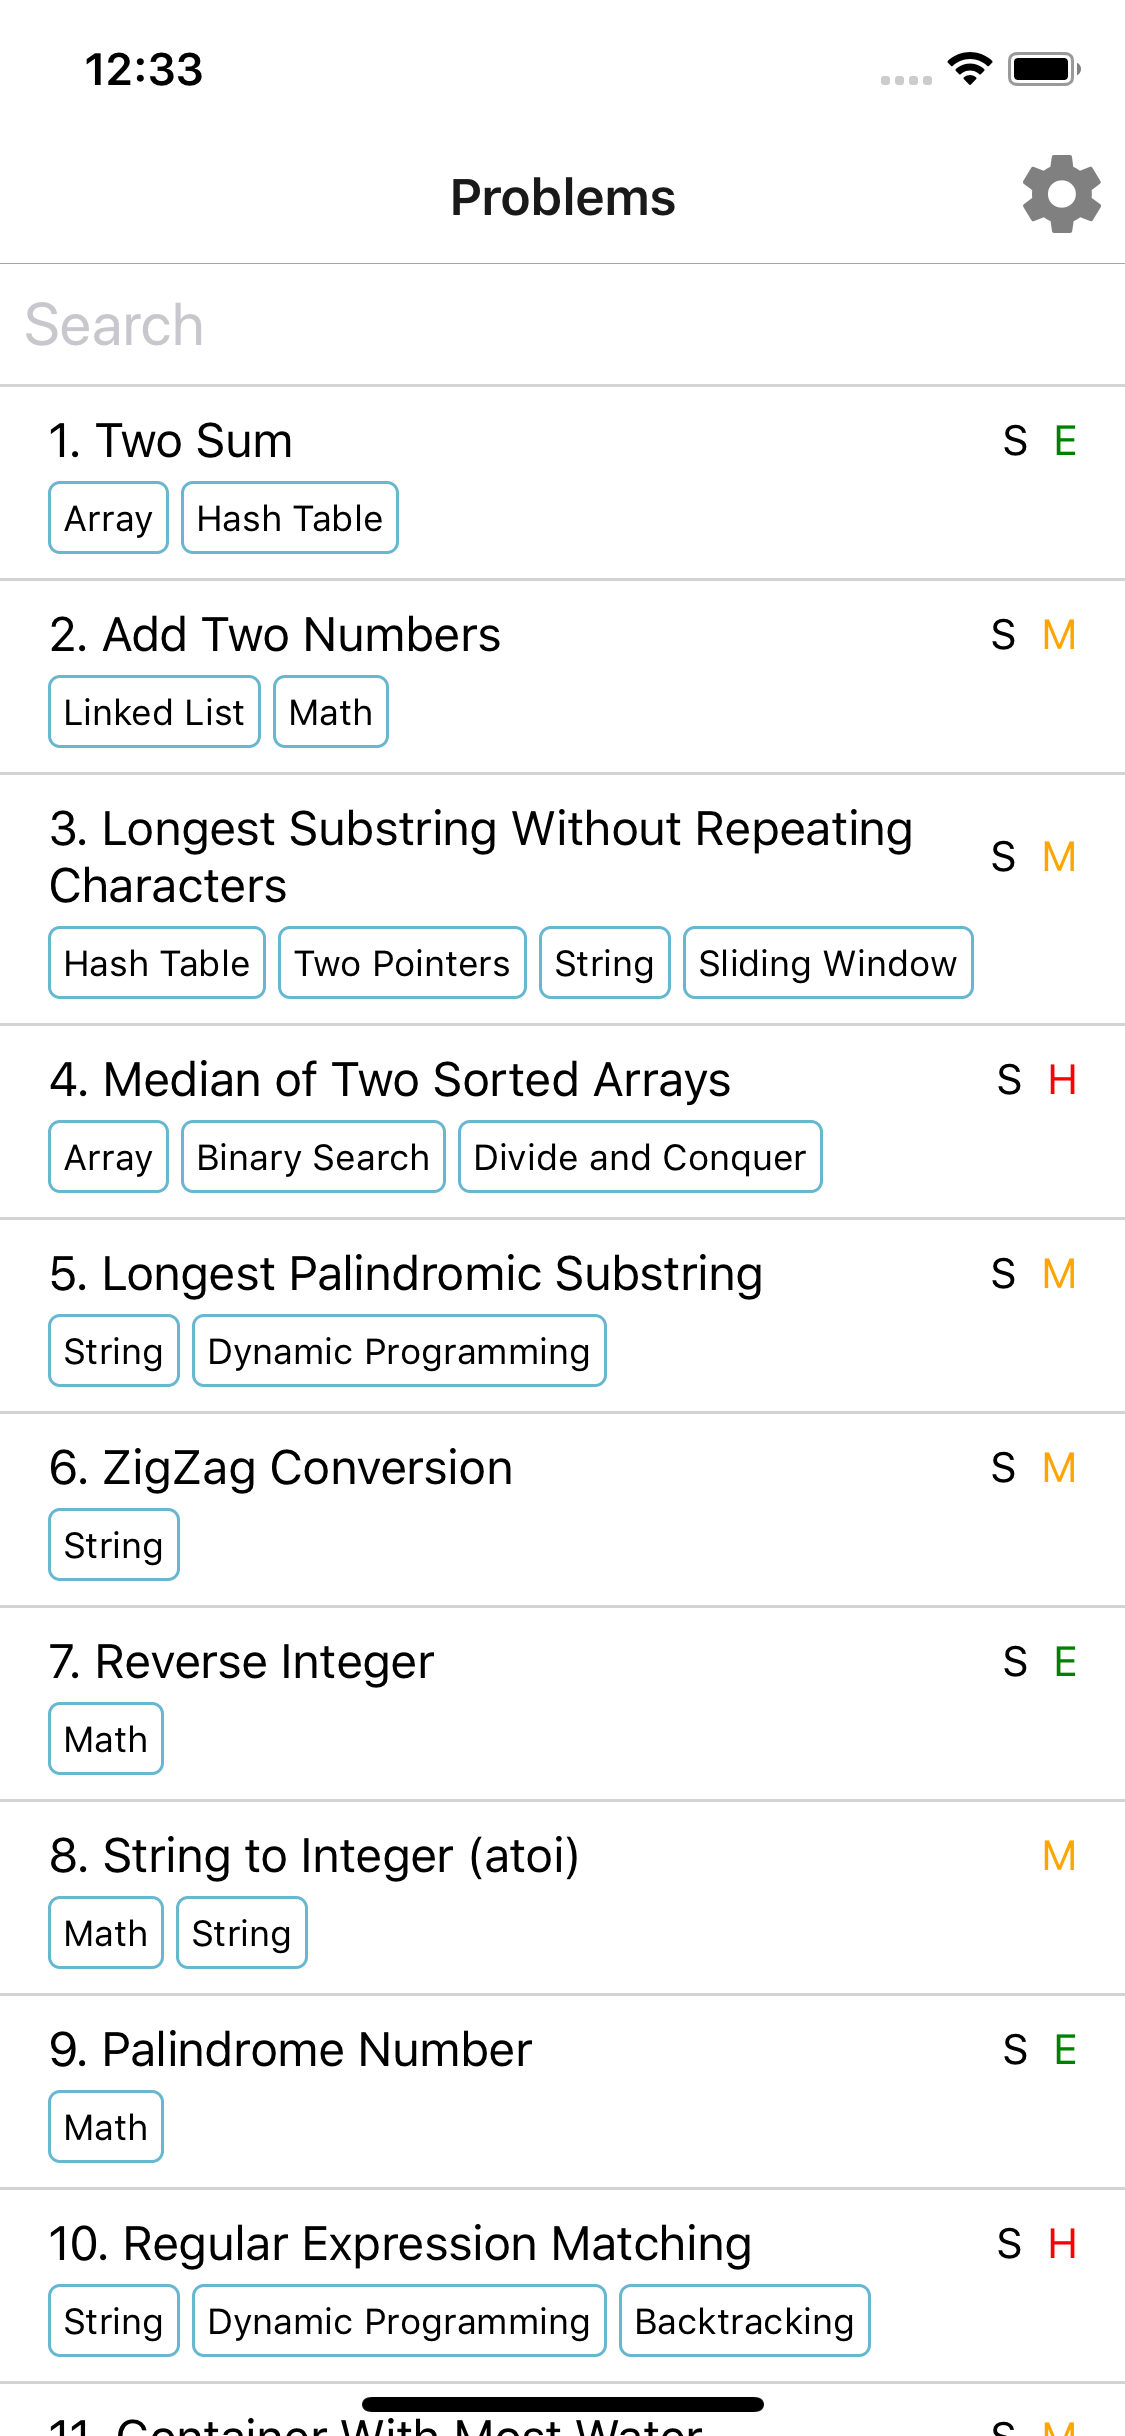 12:33
Problems
Search
1. Two Sum S E
Array Hash Table
2. Add Two Numbers S M
Linked List Math
3. Longest Substring Without Repeating
Characters S M
Hash Table Two Pointers String Sliding Window
4. Median of Two Sorted Arrays S H
Array Binary Search Divide and Conquer
5. Longest Palindromic Substring S M
String Dynamic Programming
6. ZigZag Conversion S M
String
7. Reverse Integer S E
Math
8. String to Integer (atoi) M
Math String
9. Palindrome Number S E
Math
10. Regular Expression Matching S H
String Dynamic Programming Backtracking
11. Container With Most Water S M